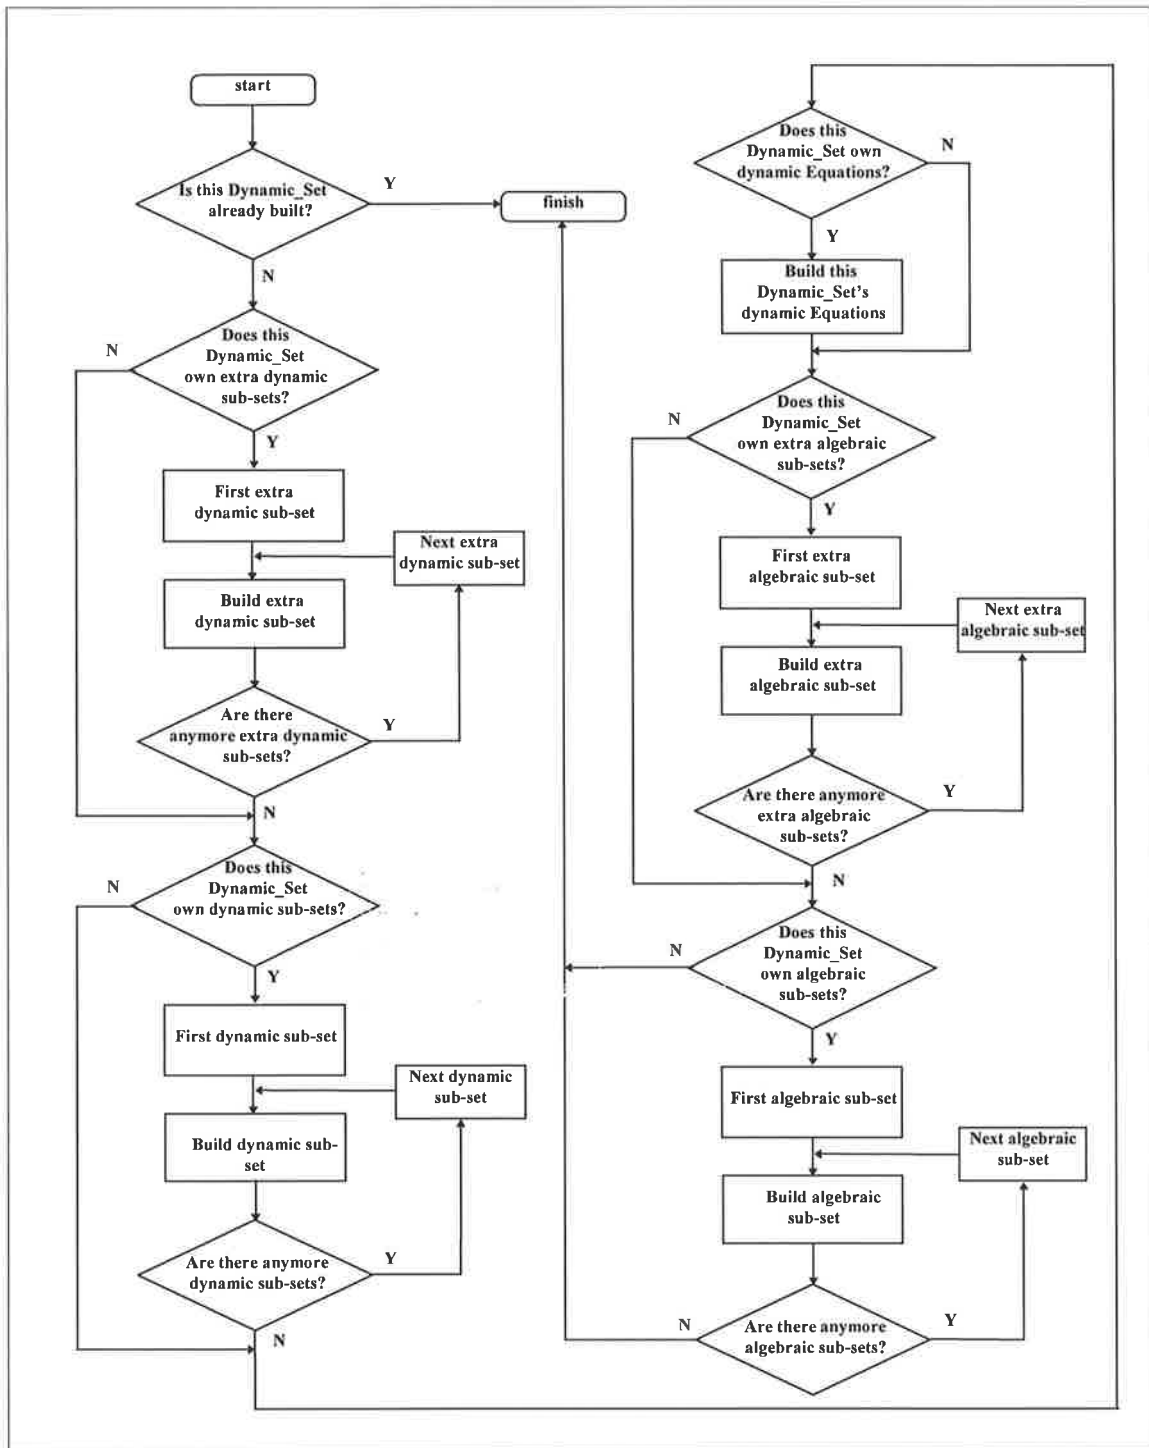 start
Is this Dynamic_Set
already built?
Y
finish
N
Does this
Dynamic_Set
own extra dynamic
sub-sets?
N
Y
First extra
dynamic sub-set
Next extra
dynamic sub-set
Build extra
dynamic sub-set
Are there
anymore extra dynamic
sub-sets?
Y
N
Does this
Dynamic_Set
own dynamic sub-sets?
N
Y
First dynamic sub-set
Next dynamic
sub-set
Build dynamic sub-
set
Are there anymore
dynamic sub-sets?
Y
N
Does this
Dynamic_Set own
dynamic Equations?
N
Y
Build this
Dynamic_Set's
dynamic Equations
Does this
Dynamic_Set
own extra algebraic
sub-sets?
N
Y
First extra
algebraic sub-set
Next extra
algebraic sub-set
Build extra
algebraic sub-set
Are there anymore
extra algebraic
sub-sets?
Y
N
Does this
Dynamic_Set
own algebraic
sub-sets?
N
Y
First algebraic sub-set
Next algebraic
sub-set
Build algebraic
sub-set
Are there anymore
algebraic sub-sets?
N
Y